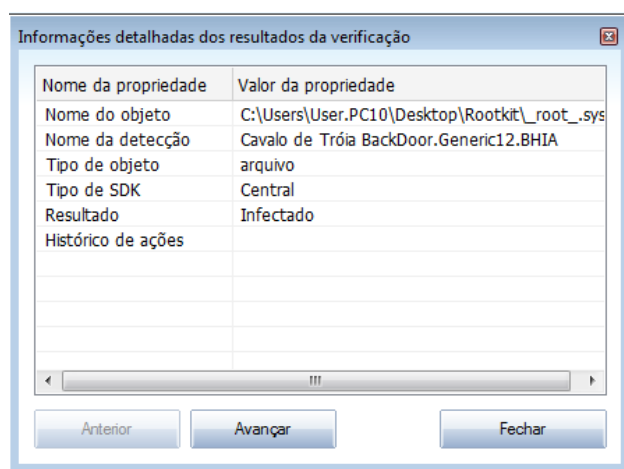 Informações detalhadas dos resultados da verificação
Nome da propriedade Valor da propriedade
Nome do objeto C:\Users\User.PC10\Desktop\Rootkit\_root_.sys
Nome da detecção Cavalo de Tróia BackDoor.Generic12.BHIA
Tipo de objeto arquivo
Tipo de SDK Central
Resultado Infectado
Histórico de ações
Anterior Avançar Fechar